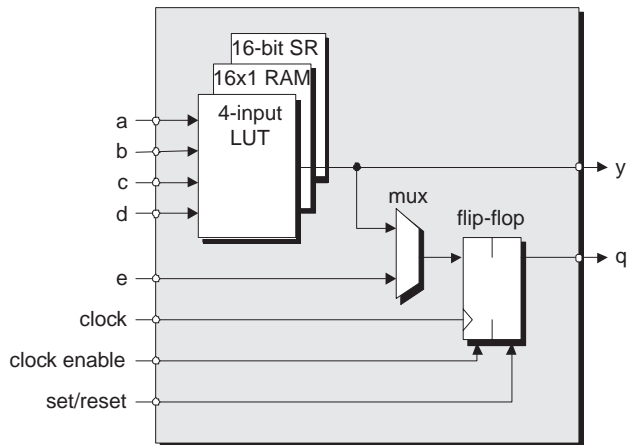 16-bit SR
16x1 RAM
4-input
LUT
a
b
c
d
y
mux
flip-flop
e
q
clock
clock enable
set/reset